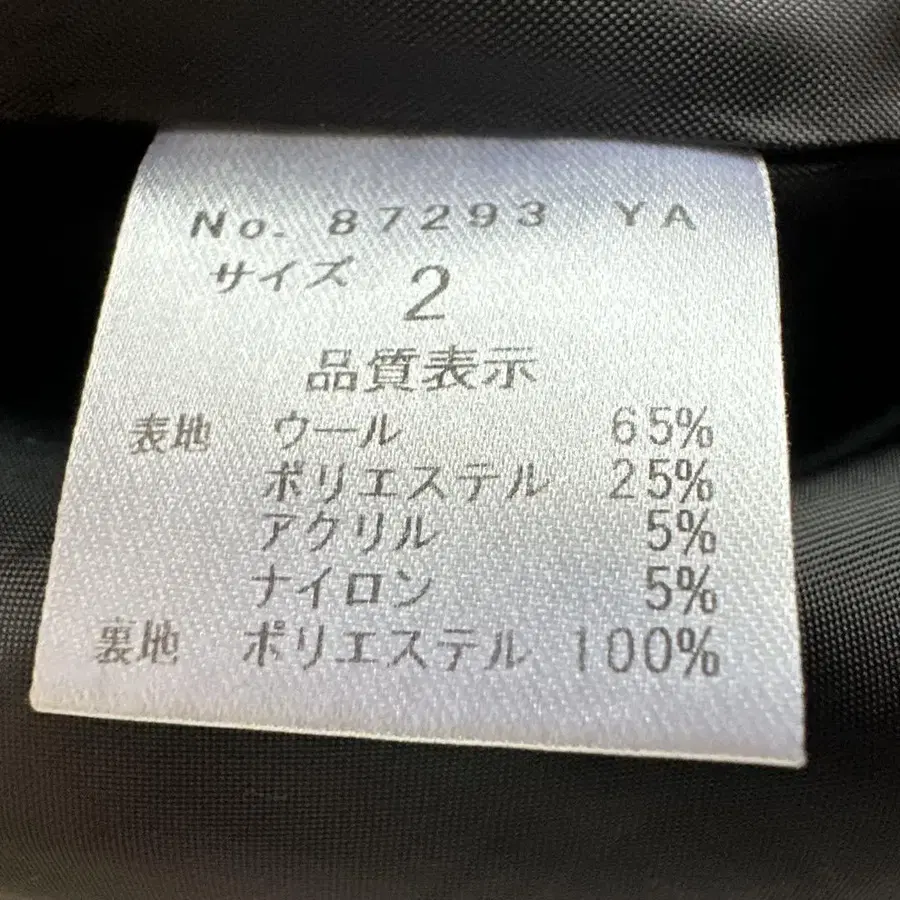 No. 87293 YA
サイズ 2
品質表示
表地 ウール 65%
ポリエステル 25%
アクリル 5%
ナイロン 5%
裏地 ポリエステル 100%